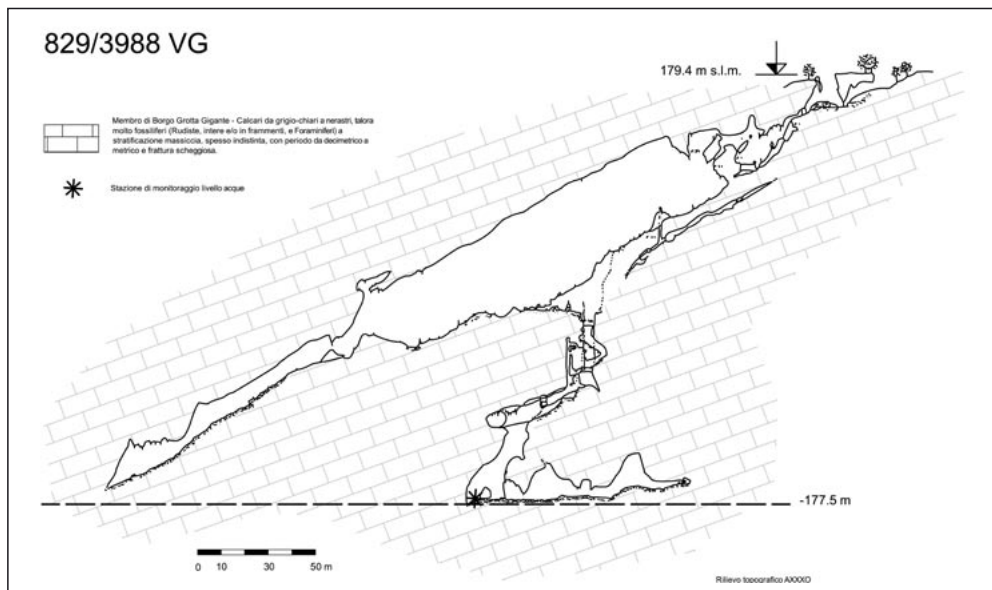 829/3988 VG
179.4 m s.l.m.
Membro di Borgo Grotta Gigante - Calcari da grigio-chiari a nerastri, talora
molto fossiliferi (Rudiste, intere e/o in frammenti, e Foraminiferi) a
stratificazione massiccia, spesso indistinta, con periodo da decimetrico a
metrico e frattura scheggiosa.
Stazione di monitoraggio livello acque
-177.5 m
0 10 30 50 m
Rilievo topografico AXXXO